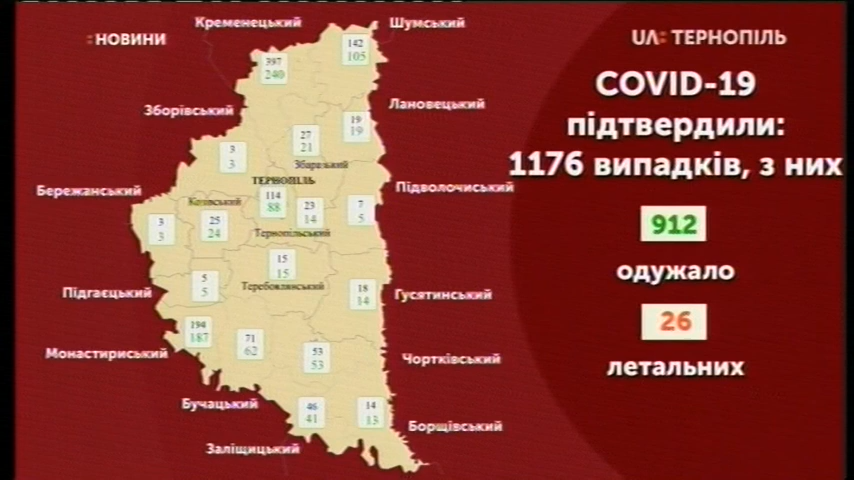 :НОВИНИ
UA: ТЕРНОПІЛЬ
Кременецький
Шумський
142
105
397
240
Зборівський
Лановецький
19
19
27
21
Збаразький
3
3
ТЕРНОПІЛЬ
Бережанський
Підволочиський
Козівський
114
88
23
14
7
5
3
3
25
24
Тернопільський
15
15
Теребовлянський
5
5
Підгаєцький
18
14
Гусятинський
194
187
71
62
53
53
Монастириський
Чортківський
Бучацький
46
41
14
13
Борщівський
Заліщицький
COVID-19
підтвердили:
1176 випадків, з них
912
одужало
26
летальних